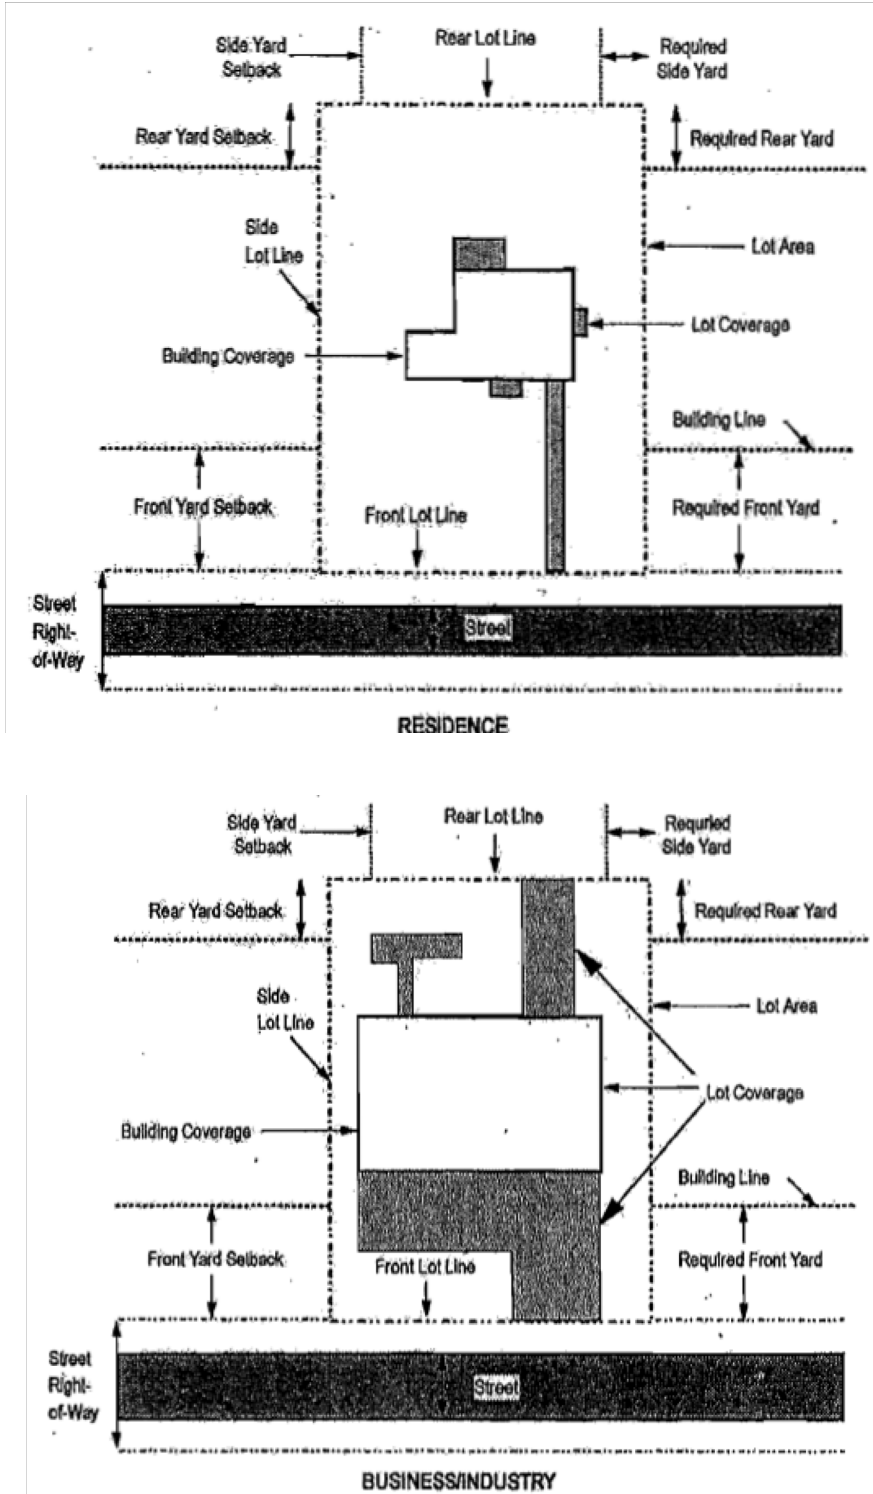 Side Yard
Setback
Rear Lot Line
Required
Side Yard
Rear Yard Setback
Required Rear Yard
Side
Lot Line
Lot Area
Lot Coverage
Building Coverage
Building Line
Front Yard Setback
Front Lot Line
Required Front Yard
Street
Right-
of-Way
Street
RESIDENCE
Side Yard
Setback
Rear Lot Line
Requried
Side Yard
Rear Yard Setback
Required Rear Yard
Side
Lot Line
Lot Area
Lot Coverage
Building Coverage
Building Line
Front Yard Setback
Front Lot Line
Required Front Yard
Street
Right-
of-Way
Street
BUSINESS/INDUSTRY